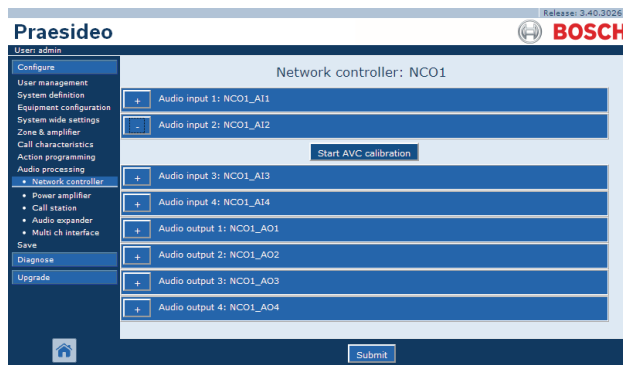 Release: 3.40.3026
Praesideo
BOSCH
User: admin
Configure
User management
System definition
Equipment configuration
System wide settings
Zone & amplifier
Call characteristics
Action programming
Audio processing
• Network controller
• Power amplifier
• Call station
• Audio expander
• Multi ch interface
Save
Diagnose
Upgrade
Network controller: NCO1
+ Audio input 1: NCO1_AI1
- Audio input 2: NCO1_AI2
Start AVC calibration
+ Audio input 3: NCO1_AI3
+ Audio input 4: NCO1_AI4
+ Audio output 1: NCO1_AO1
+ Audio output 2: NCO1_AO2
+ Audio output 3: NCO1_AO3
+ Audio output 4: NCO1_AO4
Submit